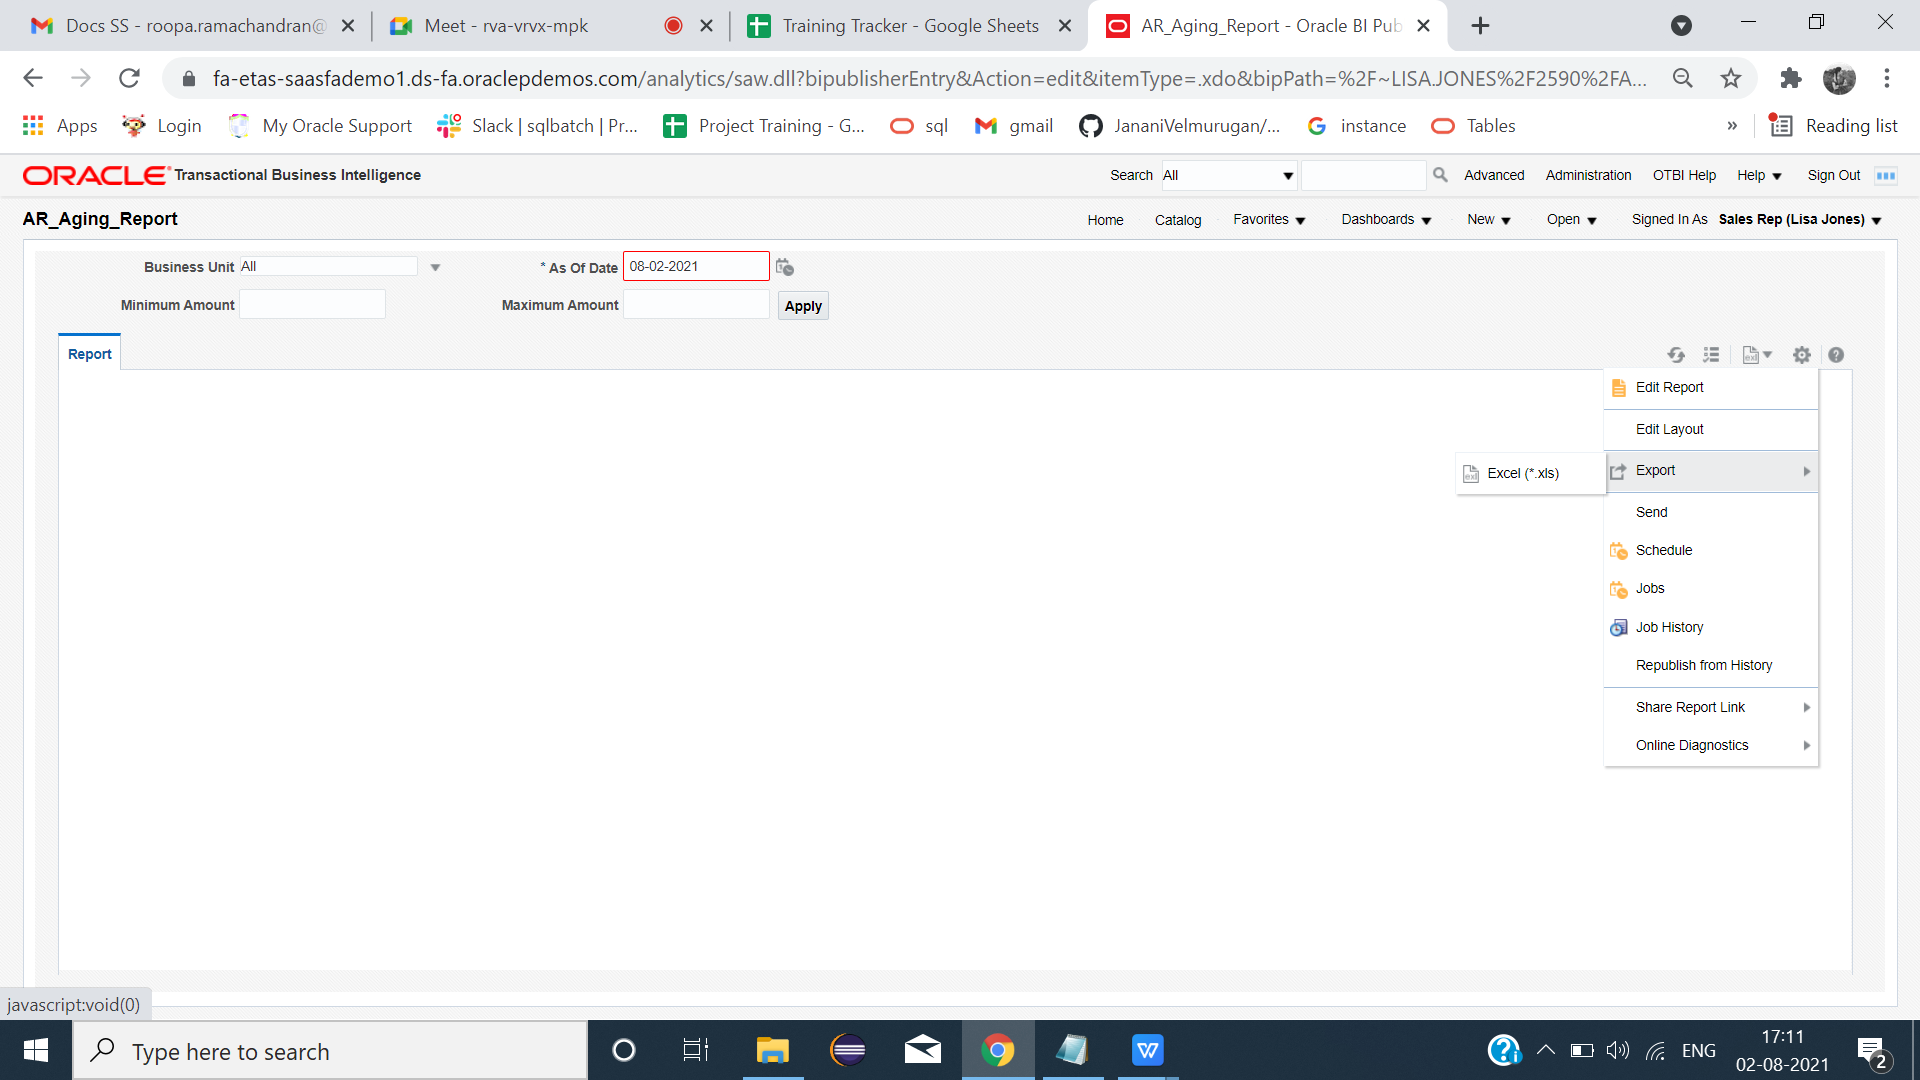 Docs SS - roopa.ramachandran@
Meet - rva-vrvx-mpk
Training Tracker - Google Sheets
AR_Aging_Report - Oracle BI Pub
fa-etas-saasfademo1.ds-fa.oraclepdemos.com/analytics/saw.dll?bipublisherEntry&Action=edit&itemType=.xdo&bipPath=%2F~LISA.JONES%2F2590%2FA...
Apps
Login
My Oracle Support
Slack | sqlbatch | Pr...
Project Training - G...
sql
gmail
JananiVelmurugan/...
instance
Tables
»
Reading list
ORACLE Transactional Business Intelligence
Search All
Advanced
Administration
OTBI Help
Help
Sign Out
AR_Aging_Report
Home
Catalog
Favorites
Dashboards
New
Open
Signed In As Sales Rep (Lisa Jones)
Business Unit All
* As Of Date 08-02-2021
Minimum Amount
Maximum Amount
Apply
Report
Edit Report
Edit Layout
Export
Excel (*.xls)
Send
Schedule
Jobs
Job History
Republish from History
Share Report Link
Online Diagnostics
javascript:void(0)
Type here to search
ENG
17:11
02-08-2021
2